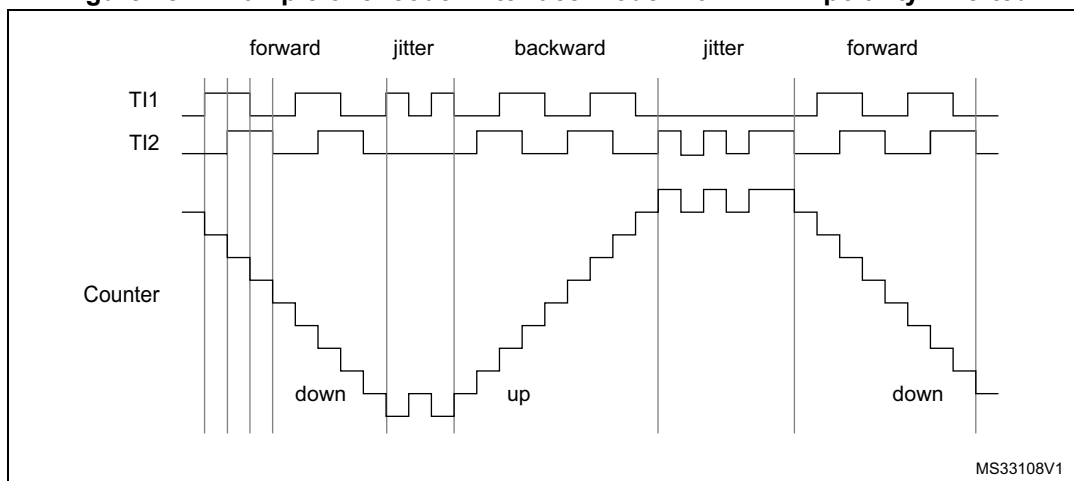 forward jitter backward jitter forward
TI1
TI2
Counter
down up down
MS33108V1